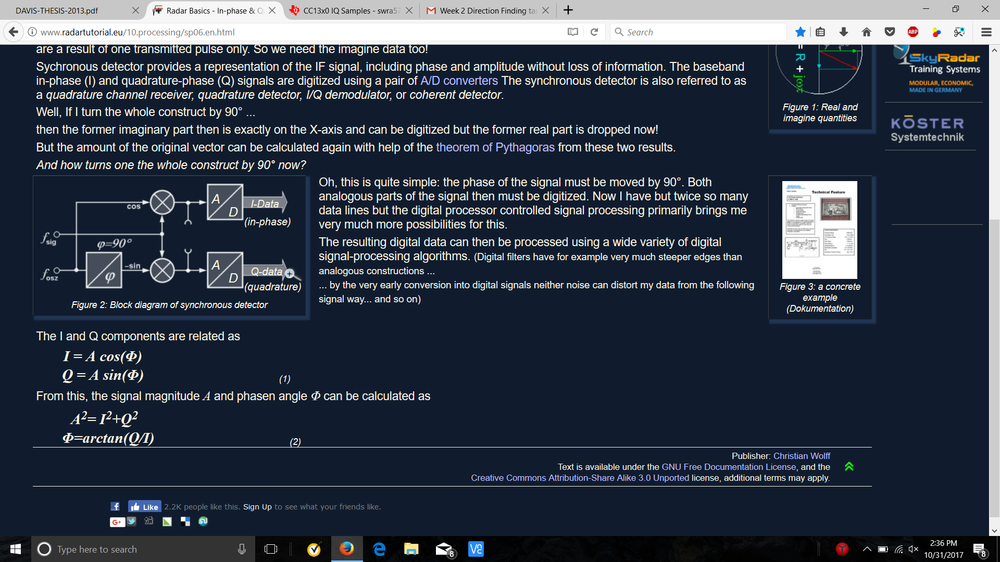 DAVIS-THESIS-2013.pdf
Radar Basics - In-phase & Q
CC13x0 IQ Samples - swra57
Week 2 Direction Finding tas
www.radartutorial.eu/10.processing/sp06.en.html
Search
ABP
are a result of one transmitted pulse only. So we need the imagine data too!
Sychronous detector provides a representation of the IF signal, including phase and amplitude without loss of information. The baseband
in-phase (I) and quadrature-phase (Q) signals are digitized using a pair of A/D converters The synchronous detector is also referred to as
a quadrature channel receiver, quadrature detector, I/Q demodulator, or coherent detector.
Well, If I turn the whole construct by 90° ...
then the former imaginary part then is exactly on the X-axis and can be digitized but the former real part is dropped now!
But the amount of the original vector can be calculated again with help of the theorem of Pythagoras from these two results.
And how turns one the whole construct by 90° now?
= R + jωt
Figure 1: Real and
imagine quantities
SkyRadar
Training Systems
MODULAR, ECONOMIC,
MADE IN GERMANY
KŌSTER
Systemtechnik
cos
A
D
I-Data
(in-phase)
fsig
φ=90°
fosz
φ
-sin
A
D
Q-data
(quadrature)
Figure 2: Block diagram of synchronous detector
Oh, this is quite simple: the phase of the signal must be moved by 90°. Both
analogous parts of the signal then must be digitized. Now I have but twice so many
data lines but the digital processor controlled signal processing primarily brings me
very much more possibilities for this.
The resulting digital data can then be processed using a wide variety of digital
signal-processing algorithms. (Digital filters have for example very much steeper edges than
analogous constructions ...
... by the very early conversion into digital signals neither noise can distort my data from the following
signal way... and so on)
Technical Feature
Figure 3: a concrete
example
(Dokumentation)
The I and Q components are related as
I = A cos(Φ)
Q = A sin(Φ) (1)
From this, the signal magnitude A and phasen angle Φ can be calculated as
A²= I²+Q²
Φ=arctan(Q/I) (2)
Publisher: Christian Wolff
Text is available under the GNU Free Documentation License, and the
Creative Commons Attribution-Share Alike 3.0 Unported license, additional terms may apply.
Like 2.2K people like this. Sign Up to see what your friends like.
G+
Type here to search
8
2:36 PM
10/31/2017
8